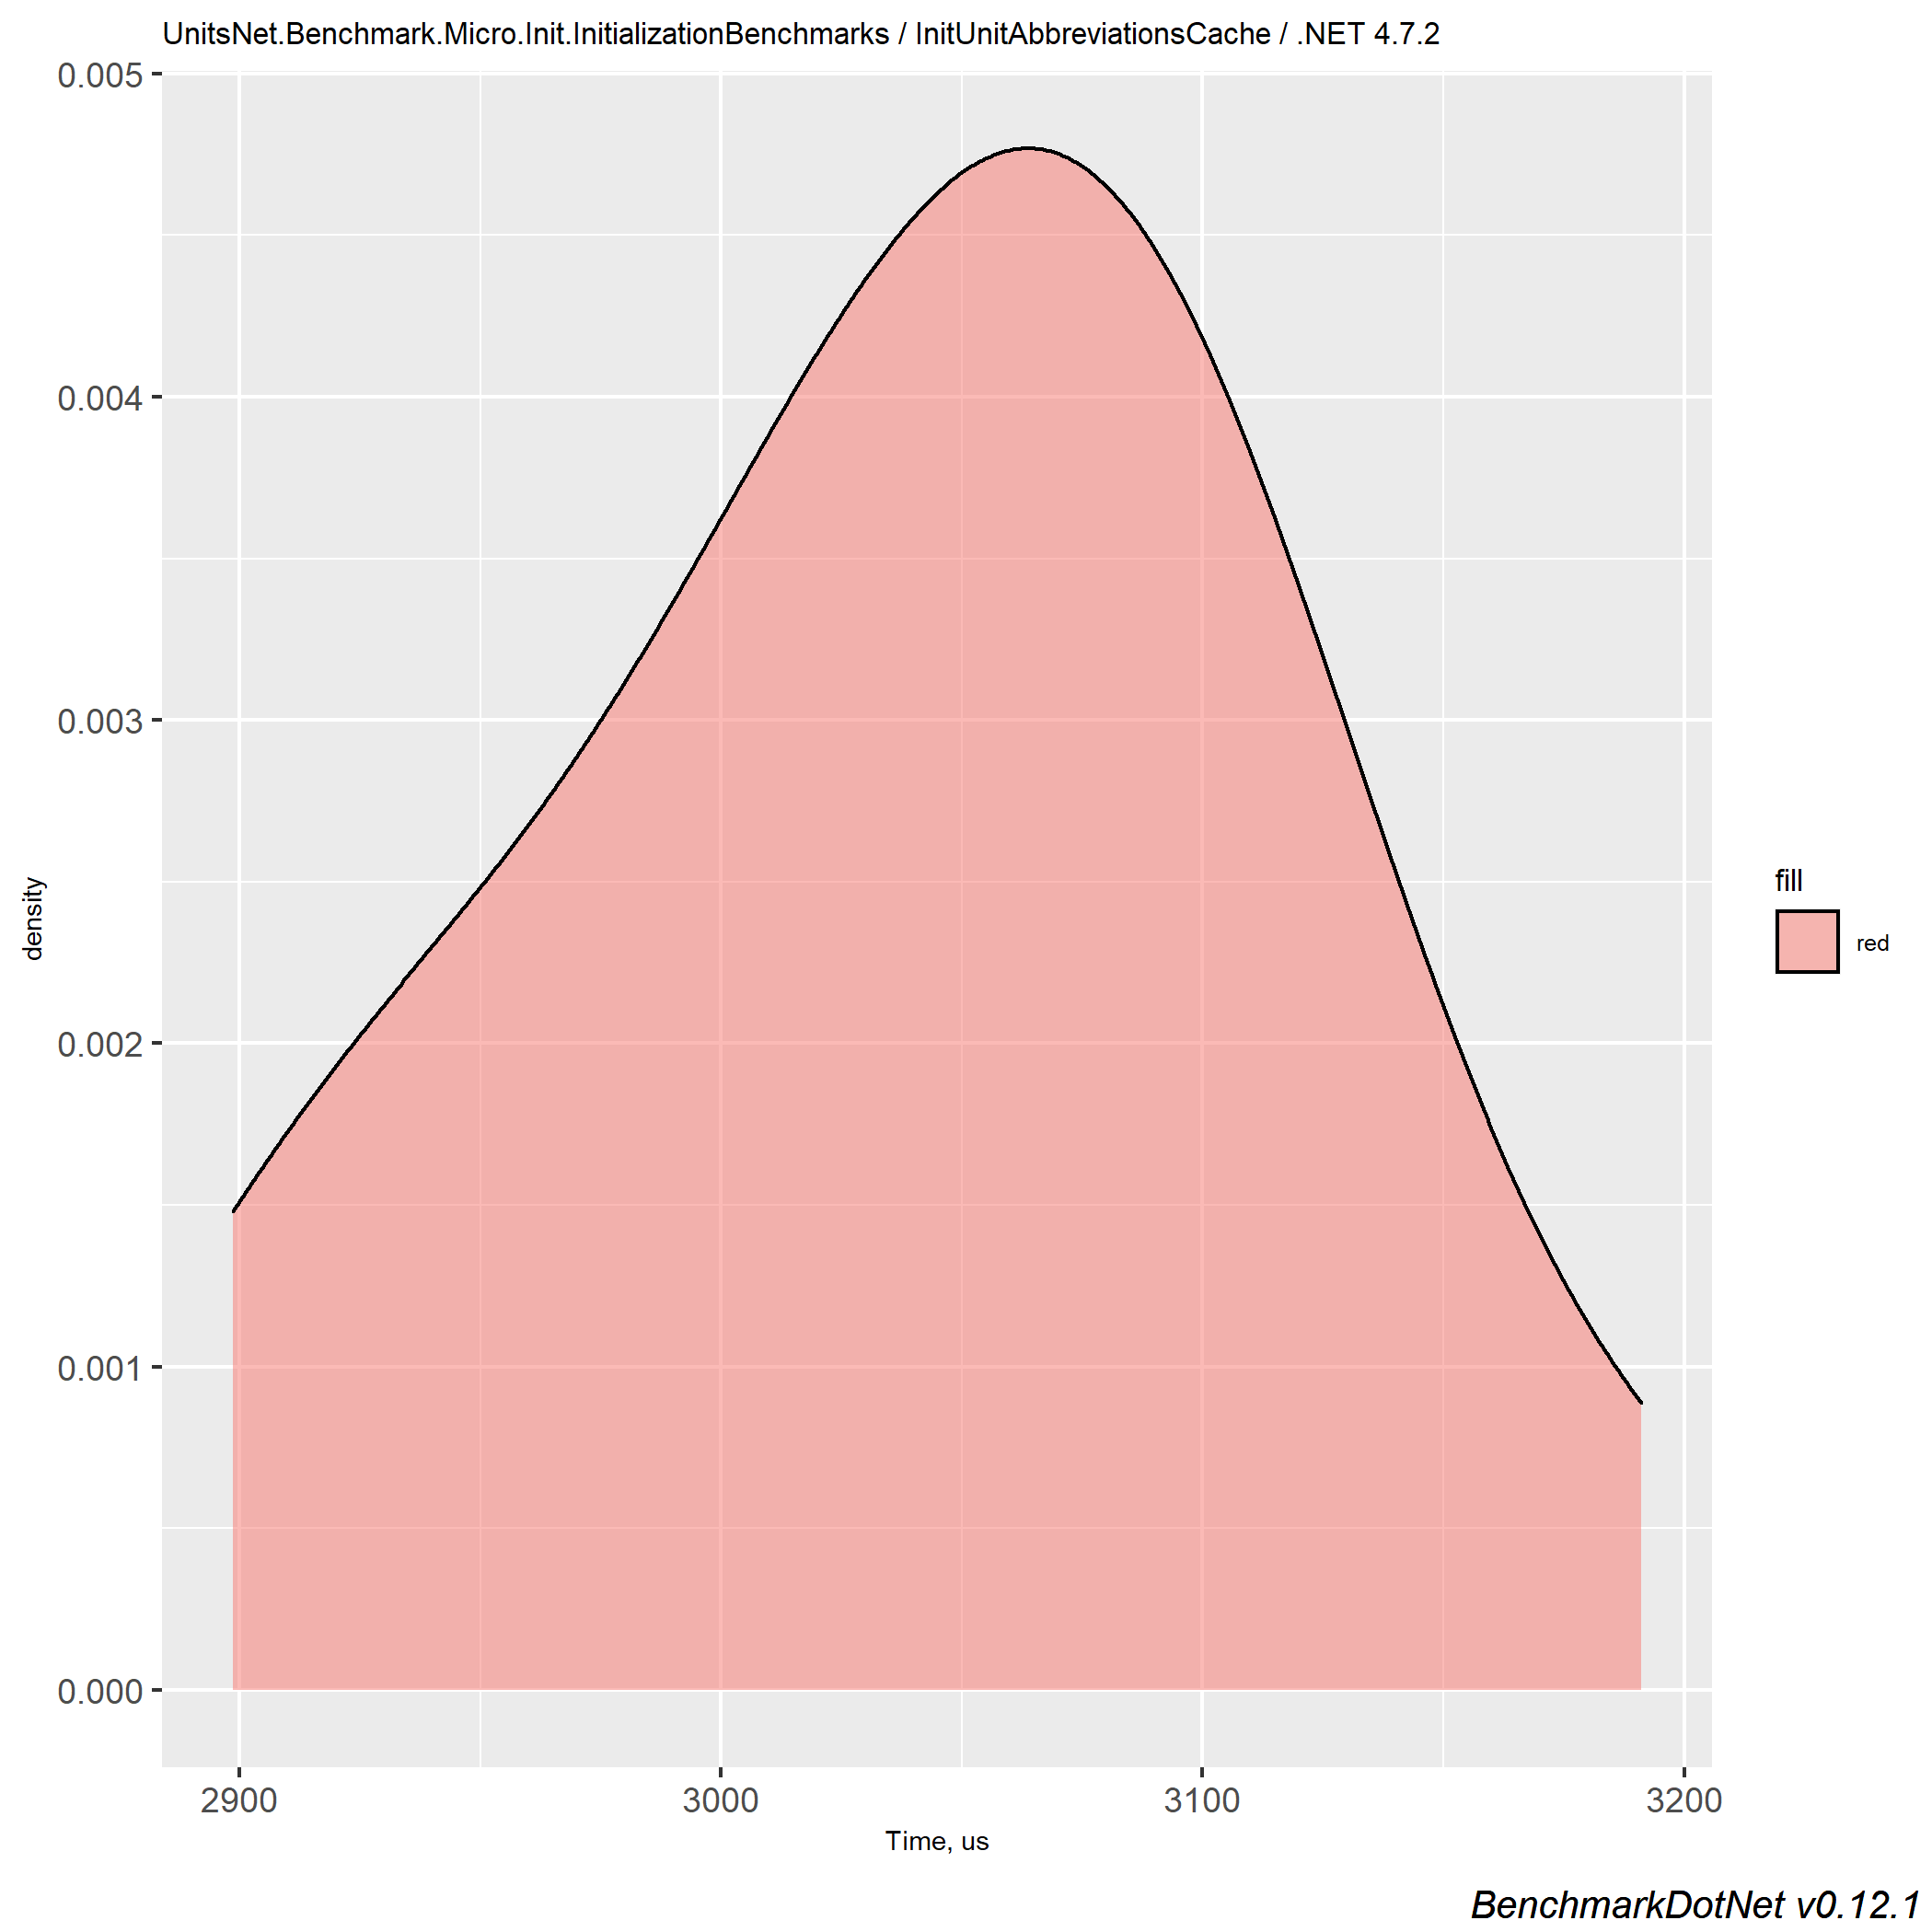 UnitsNet.Benchmark.Micro.Init.InitializationBenchmarks / InitUnitAbbreviationsCache / .NET 4.7.2
0.005
0.004
0.003
0.002
0.001
0.000
density
2900 3000 3100 3200
Time, us
fill
red
BenchmarkDotNet v0.12.1